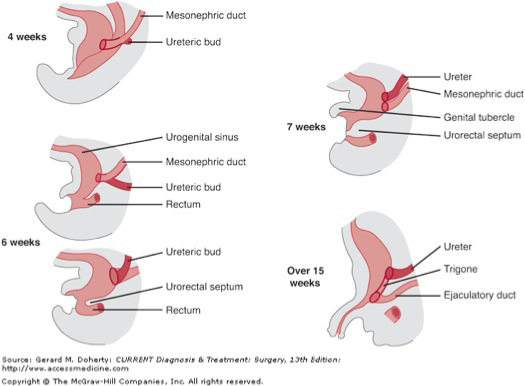 4 weeks
Mesonephric duct
Ureteric bud
Urogenital sinus
Mesonephric duct
Ureteric bud
Rectum
6 weeks
Ureteric bud
Urorectal septum
Rectum
7 weeks
Ureter
Mesonephric duct
Genital tubercle
Urorectal septum
Over 15
weeks
Ureter
Trigone
Ejaculatory duct
Source: Gerard M. Doherty: CURRENT Diagnosis & Treatment: Surgery, 13th Edition:
http://www.accessmedicine.com
Copyright © The McGraw-Hill Companies, Inc. All rights reserved.